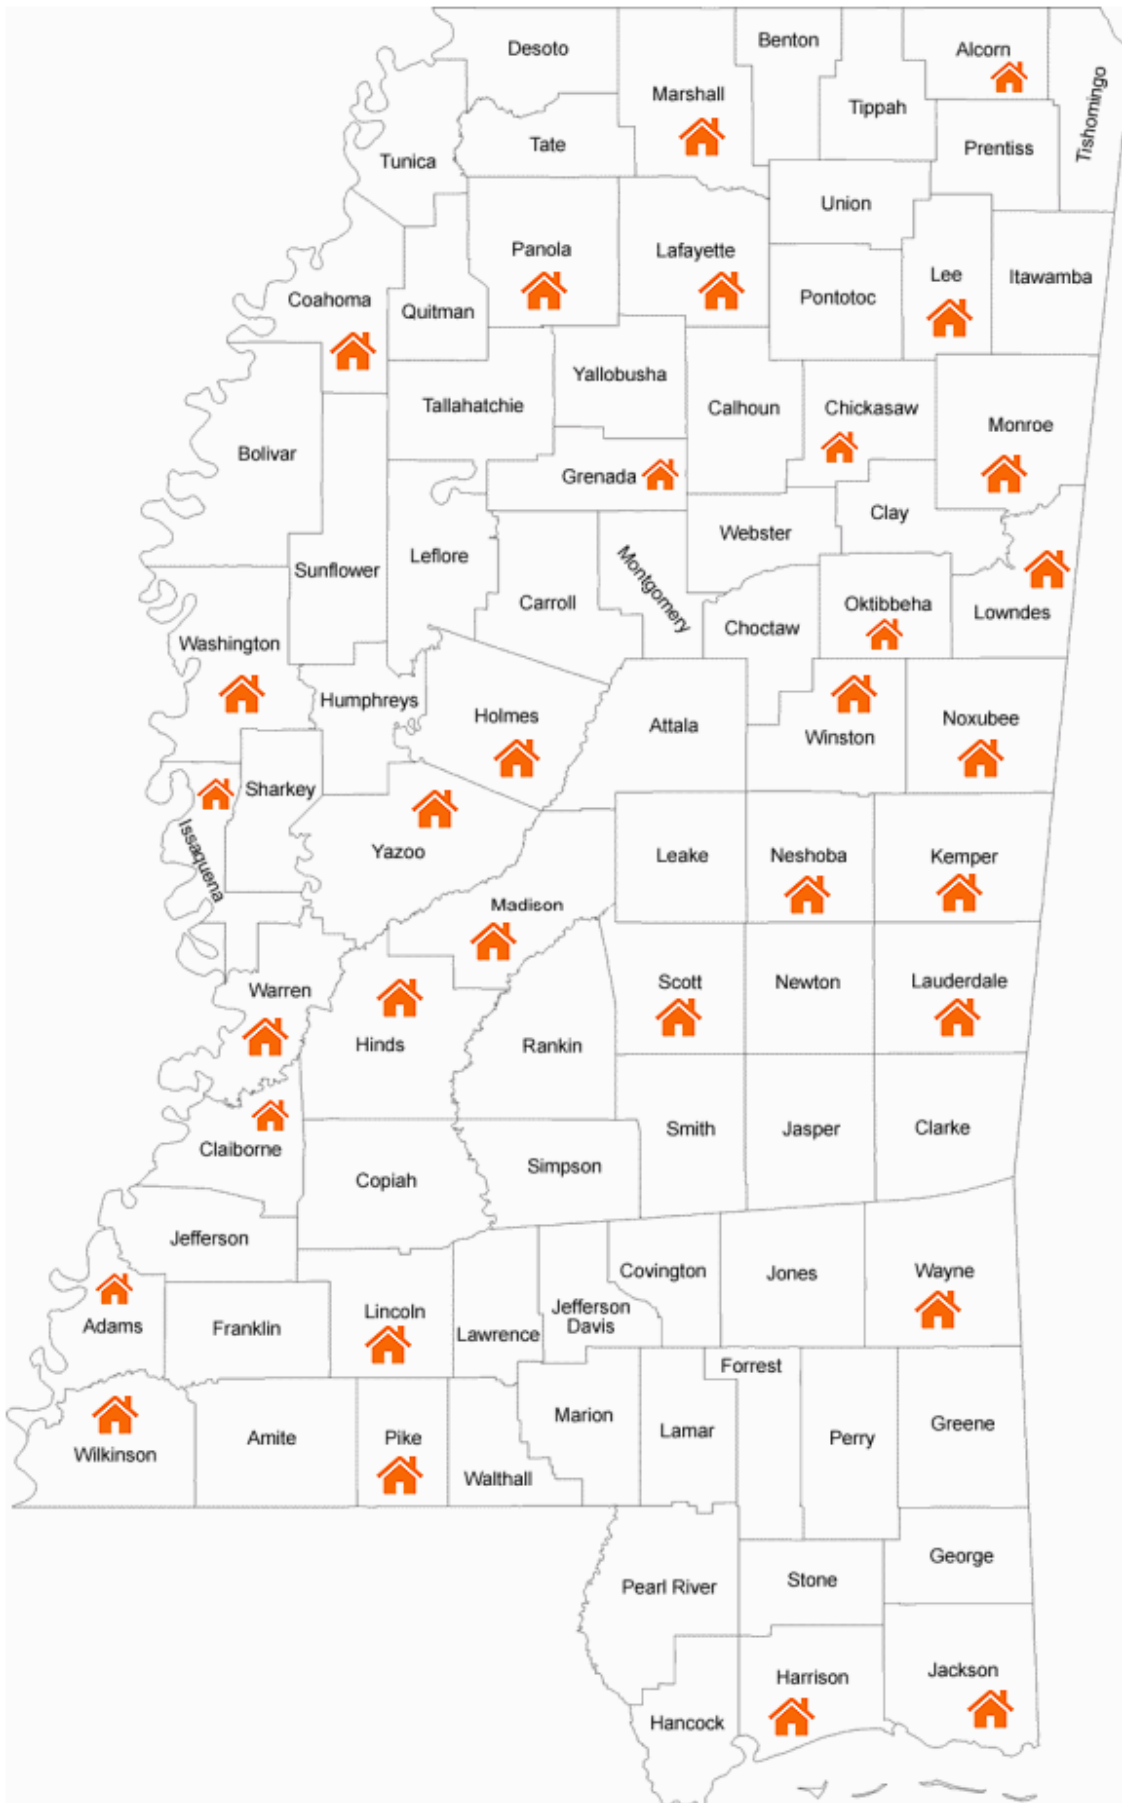 Desoto
Benton
Alcorn
Marshall
Tippah
Tishomingo
Tate
Prentiss
Tunica
Union
Panola
Lafayette
Lee
Itawamba
Coahoma
Quitman
Pontotoc
Yallobusha
Tallahatchie
Calhoun
Chickasaw
Monroe
Bolivar
Grenada
Clay
Webster
Leflore
Sunflower
Montgomery
Carroll
Oktibbeha
Lowndes
Choctaw
Washington
Humphreys
Holmes
Attala
Winston
Noxubee
Sharkey
Issaquena
Yazoo
Leake
Neshoba
Kemper
Madison
Warren
Scott
Newton
Lauderdale
Hinds
Rankin
Smith
Jasper
Clarke
Claiborne
Copiah
Simpson
Jefferson
Covington
Jones
Wayne
Adams
Franklin
Lincoln
Lawrence
Jefferson
Davis
Forrest
Wilkinson
Amite
Pike
Walthall
Marion
Lamar
Perry
Greene
George
Pearl River
Stone
Harrison
Jackson
Hancock